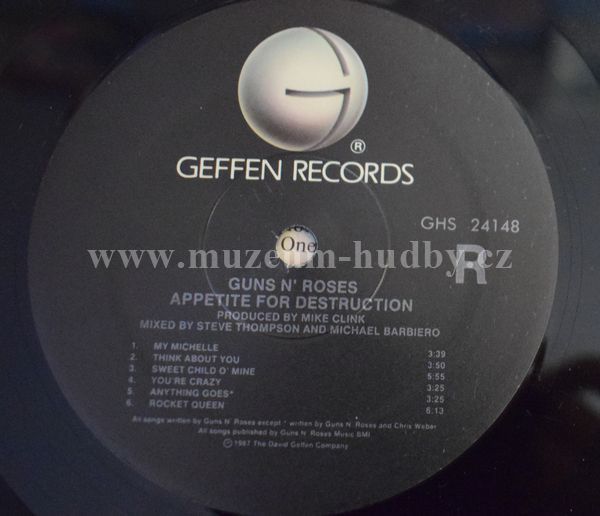 G
®
GEFFEN RECORDS
GHS 24148
One
www.muzeum-hudby.cz
R
GUNS N' ROSES
APPETITE FOR DESTRUCTION
PRODUCED BY MIKE CLINK
MIXED BY STEVE THOMPSON AND MICHAEL BARBIERO
1. MY MICHELLE 3:39
2. THINK ABOUT YOU 3:50
3. SWEET CHILD O' MINE 5:55
4. YOU'RE CRAZY 3:25
5. ANYTHING GOES* 3:25
6. ROCKET QUEEN 6:13
All songs written by Guns N' Roses except * written by Guns N' Roses and Chris Weber
All songs published by Guns N' Roses Music BMI
℗ 1987 The David Geffen Company